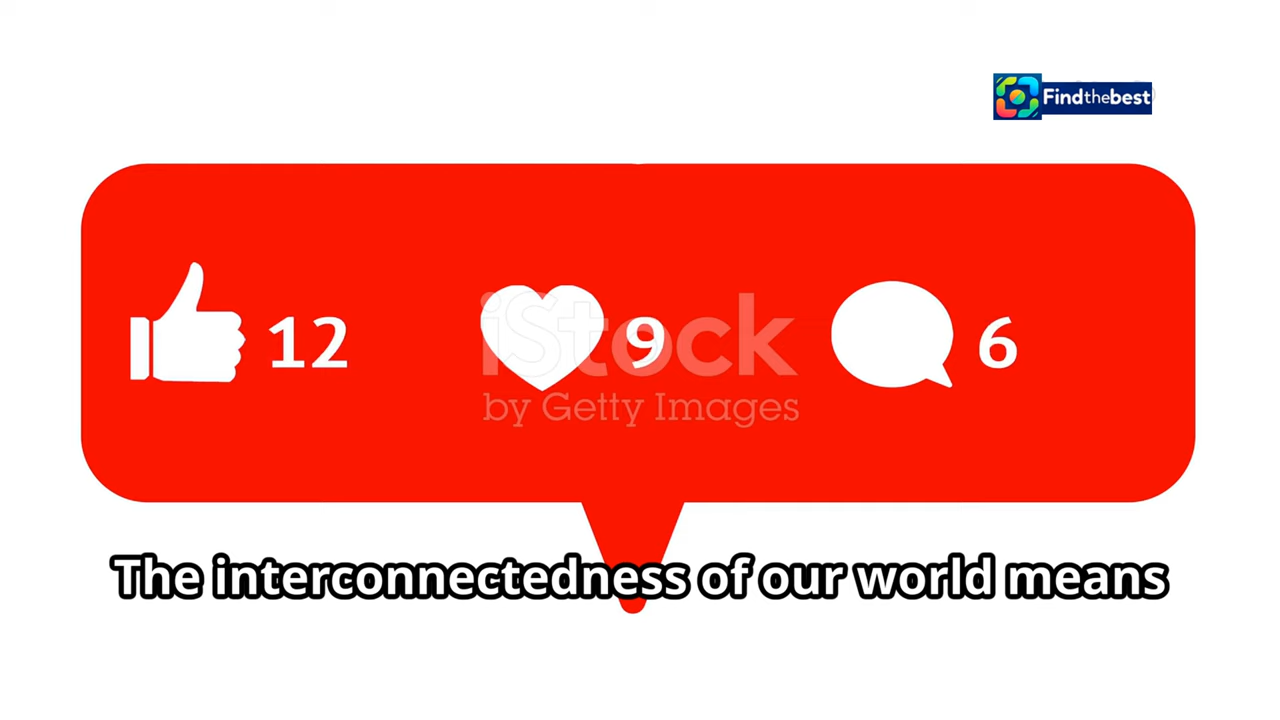 Findthebest
12 9 6
iStock
by Getty Images
The interconnectedness of our world means